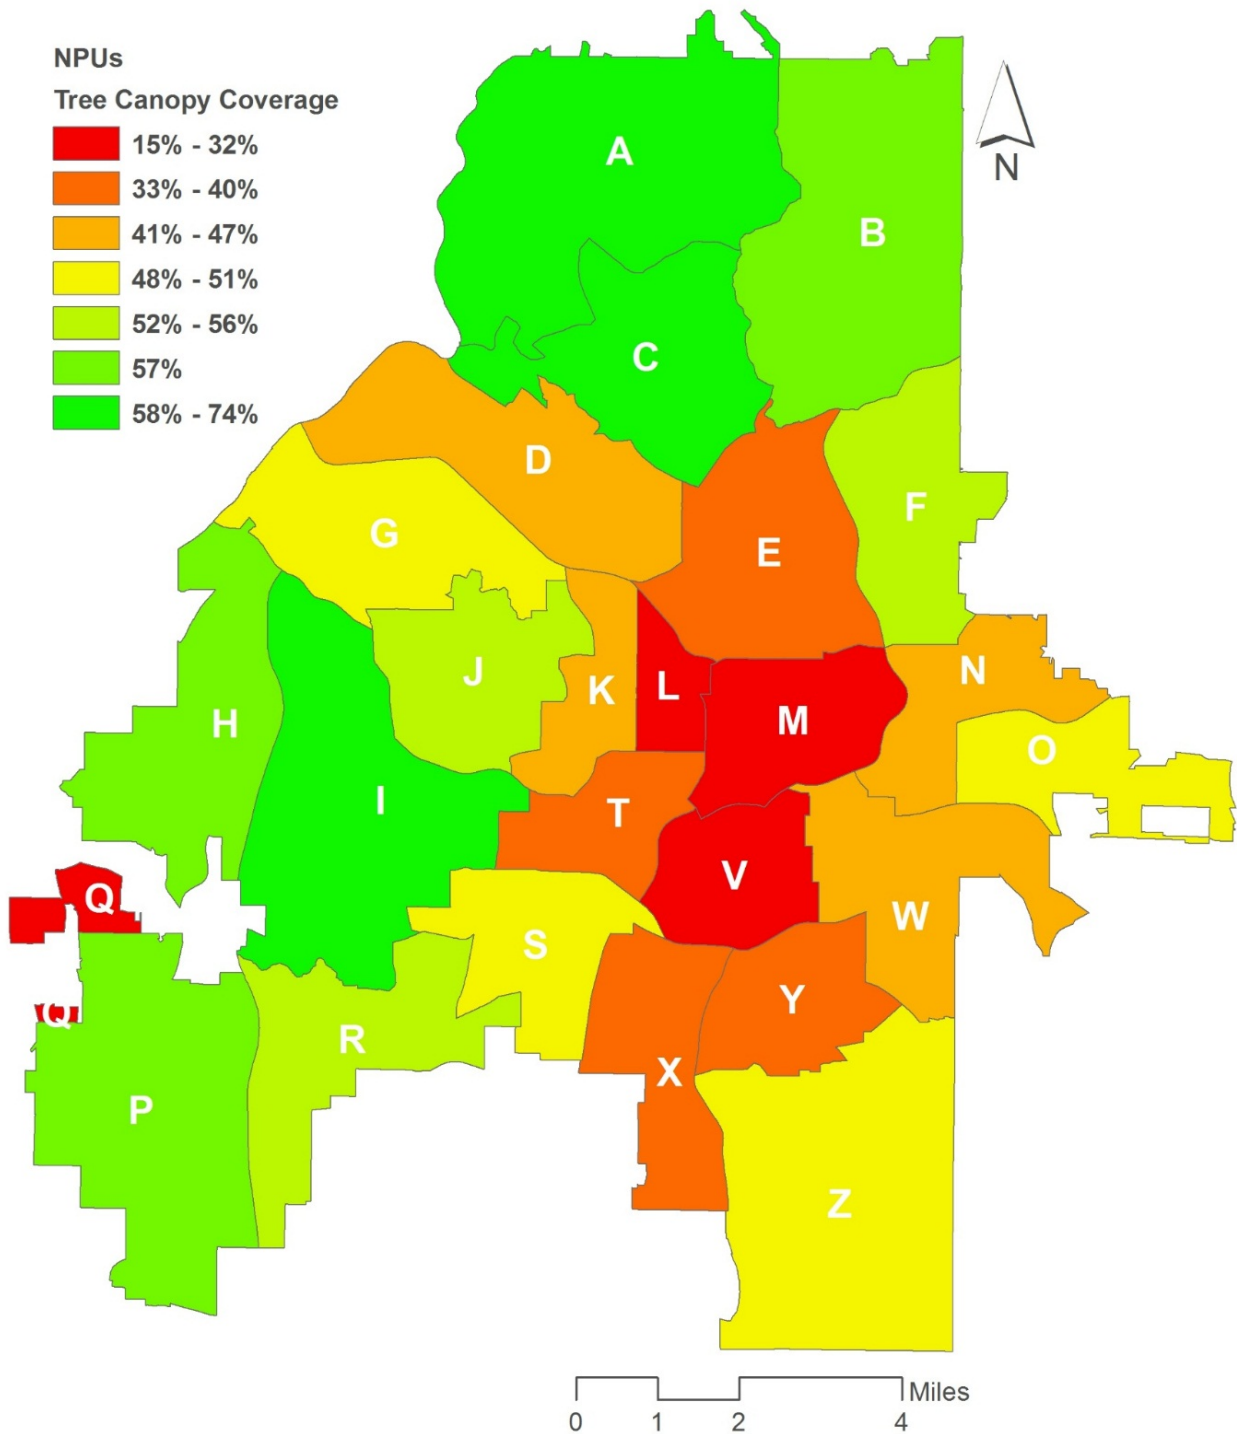 NPUs
Tree Canopy Coverage
15% - 32%
33% - 40%
41% - 47%
48% - 51%
52% - 56%
57%
58% - 74%
N
A
B
C
D
F
G
E
N
J
L
K
M
H
O
I
T
V
Q
W
S
Y
Q
R
X
P
Z
Miles
0 1 2 4